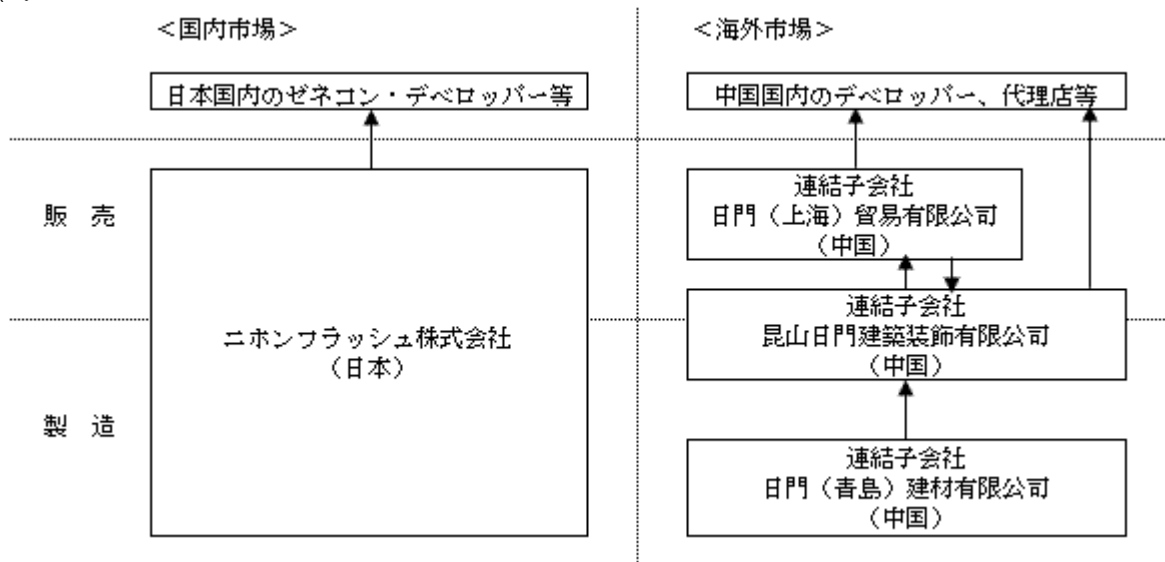 <国内市場>
<海外市場>
日本国内のゼネコン・デベロッパー等
中国国内のデベロッパー、代理店等
販 売
製 造
ニホンフラッシュ株式会社
(日本)
連結子会社
日門(上海)貿易有限公司
(中国)
連結子会社
昆山日門建築装飾有限公司
(中国)
連結子会社
日門(青島)建材有限公司
(中国)